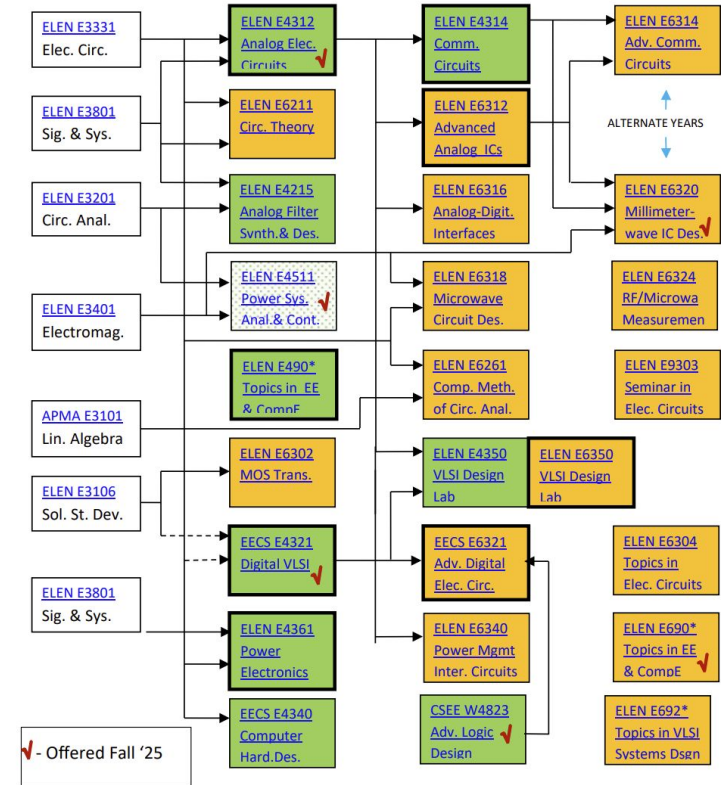 ELEN E3331
Elec. Circ.
ELEN E3801
Sig. & Sys.
ELEN E3201
Circ. Anal.
ELEN E3401
Electromag.
APMA E3101
Lin. Algebra
ELEN E3106
Sol. St. Dev.
ELEN E3801
Sig. & Sys.
ELEN E4312
Analog Elec.
Circuits
ELEN E6211
Circ. Theory
ELEN E4215
Analog Filter
Synth.& Des.
ELEN E4511
Power Sys.
Anal.& Cont.
ELEN E490*
Topics in EE
& CompE
ELEN E6302
MOS Trans.
EECS E4321
Digital VLSI
ELEN E4361
Power
Electronics
EECS E4340
Computer
Hard.Des.
ELEN E4314
Comm.
Circuits
ELEN E6312
Advanced
Analog ICs
ELEN E6316
Analog-Digit.
Interfaces
ELEN E6318
Microwave
Circuit Des.
ELEN E6261
Comp. Meth.
of Circ. Anal.
ELEN E4350
VLSI Design
Lab
ELEN E6350
VLSI Design
Lab
EECS E6321
Adv. Digital
Elec. Circ.
ELEN E6340
Power Mgmt
Inter. Circuits
CSEE W4823
Adv. Logic
Design
ELEN E6314
Adv. Comm.
Circuits
ALTERNATE YEARS
ELEN E6320
Millimeter-
wave IC Des.
ELEN E6324
RF/Microwa
Measuremen
ELEN E9303
Seminar in
Elec. Circuits
ELEN E6304
Topics in
Elec. Circuits
ELEN E690*
Topics in EE
& CompE
ELEN E692*
Topics in VLSI
Systems Dsgn
√ - Offered Fall ‘25